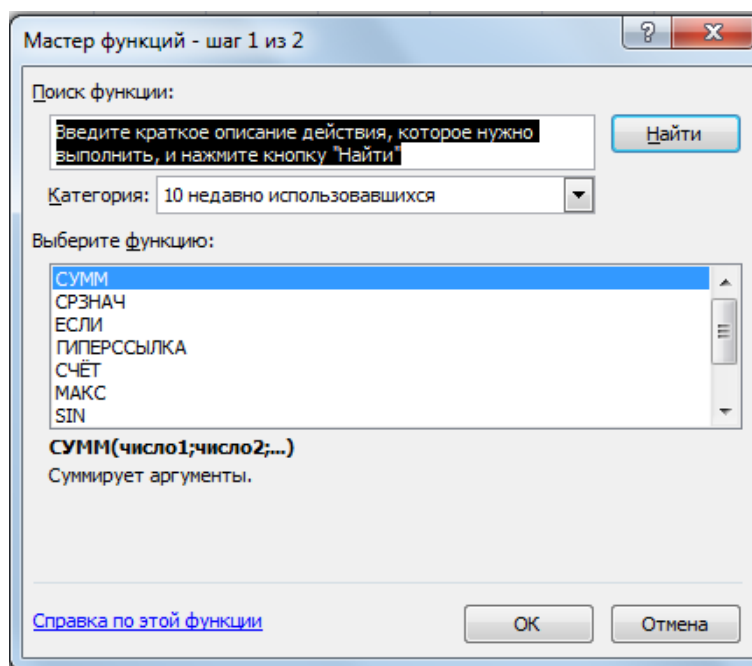 Мастер функций - шаг 1 из 2
Поиск функции:
Введите краткое описание действия, которое нужно
выполнить, и нажмите кнопку "Найти"
Найти
Категория: 10 недавно использовавшихся
Выберите функцию:
СУММ
СРЗНАЧ
ЕСЛИ
ГИПЕРССЫЛКА
СЧЁТ
МАКС
SIN
СУММ(число1;число2;...)
Суммирует аргументы.
Справка по этой функции
ОК
Отмена